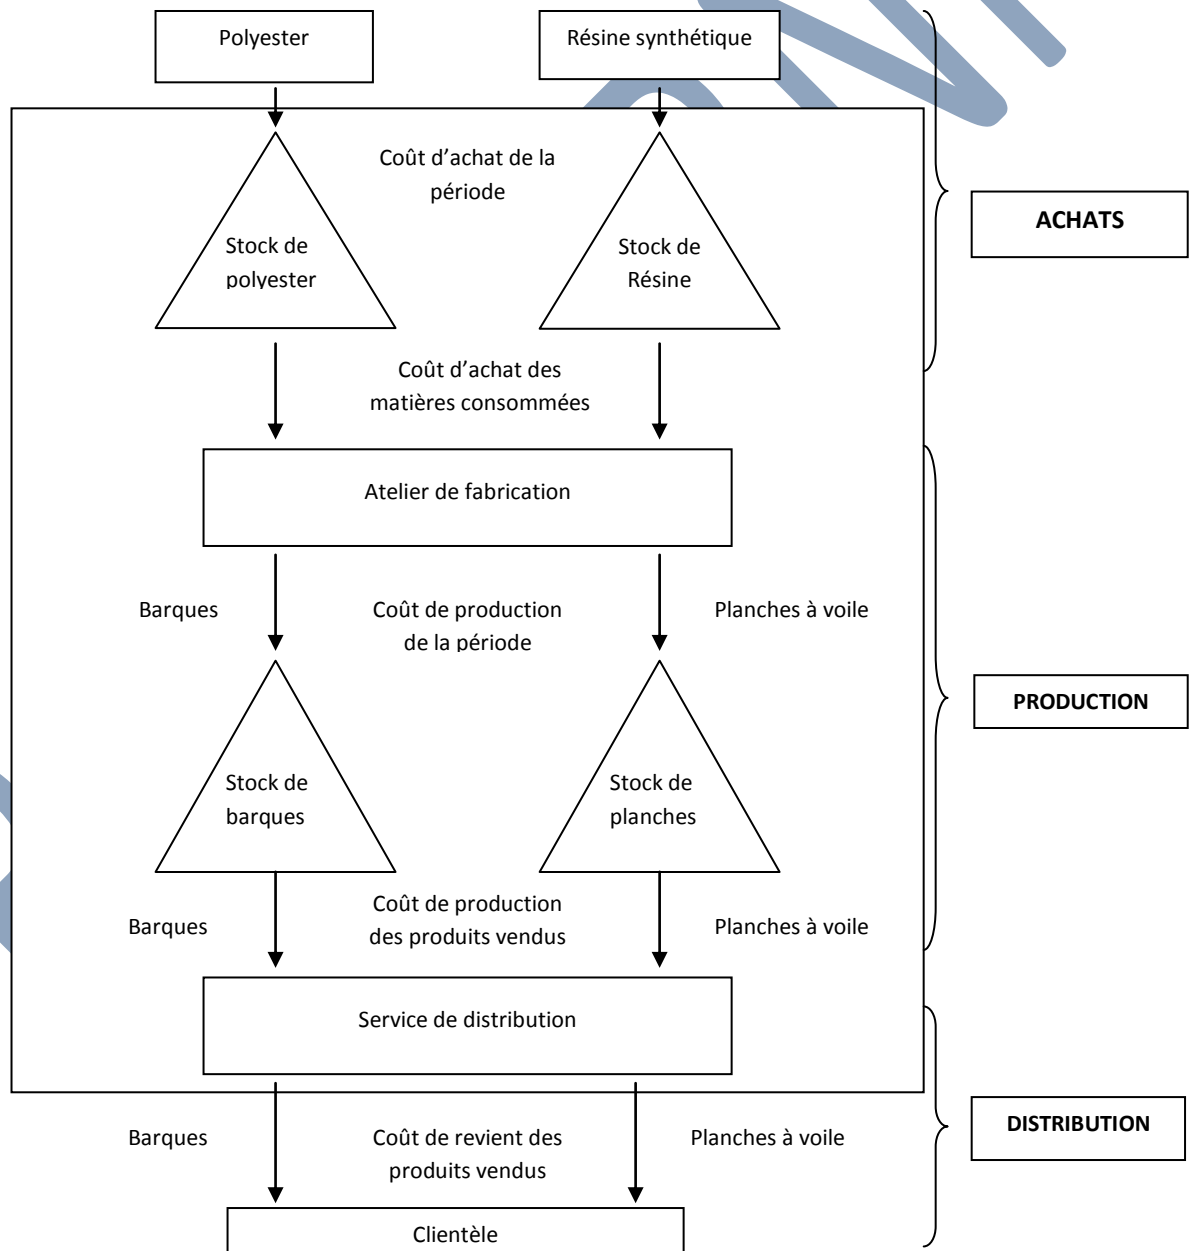 Polyester
Résine synthétique
Coût d’achat de la
période
Stock de
polyester
Stock de
Résine
ACHATS
Coût d’achat des
matières consommées
Atelier de fabrication
Barques
Coût de production
de la période
Planches à voile
PRODUCTION
Stock de
barques
Stock de
planches
Barques
Coût de production
des produits vendus
Planches à voile
Service de distribution
DISTRIBUTION
Barques
Coût de revient des
produits vendus
Planches à voile
Clientèle